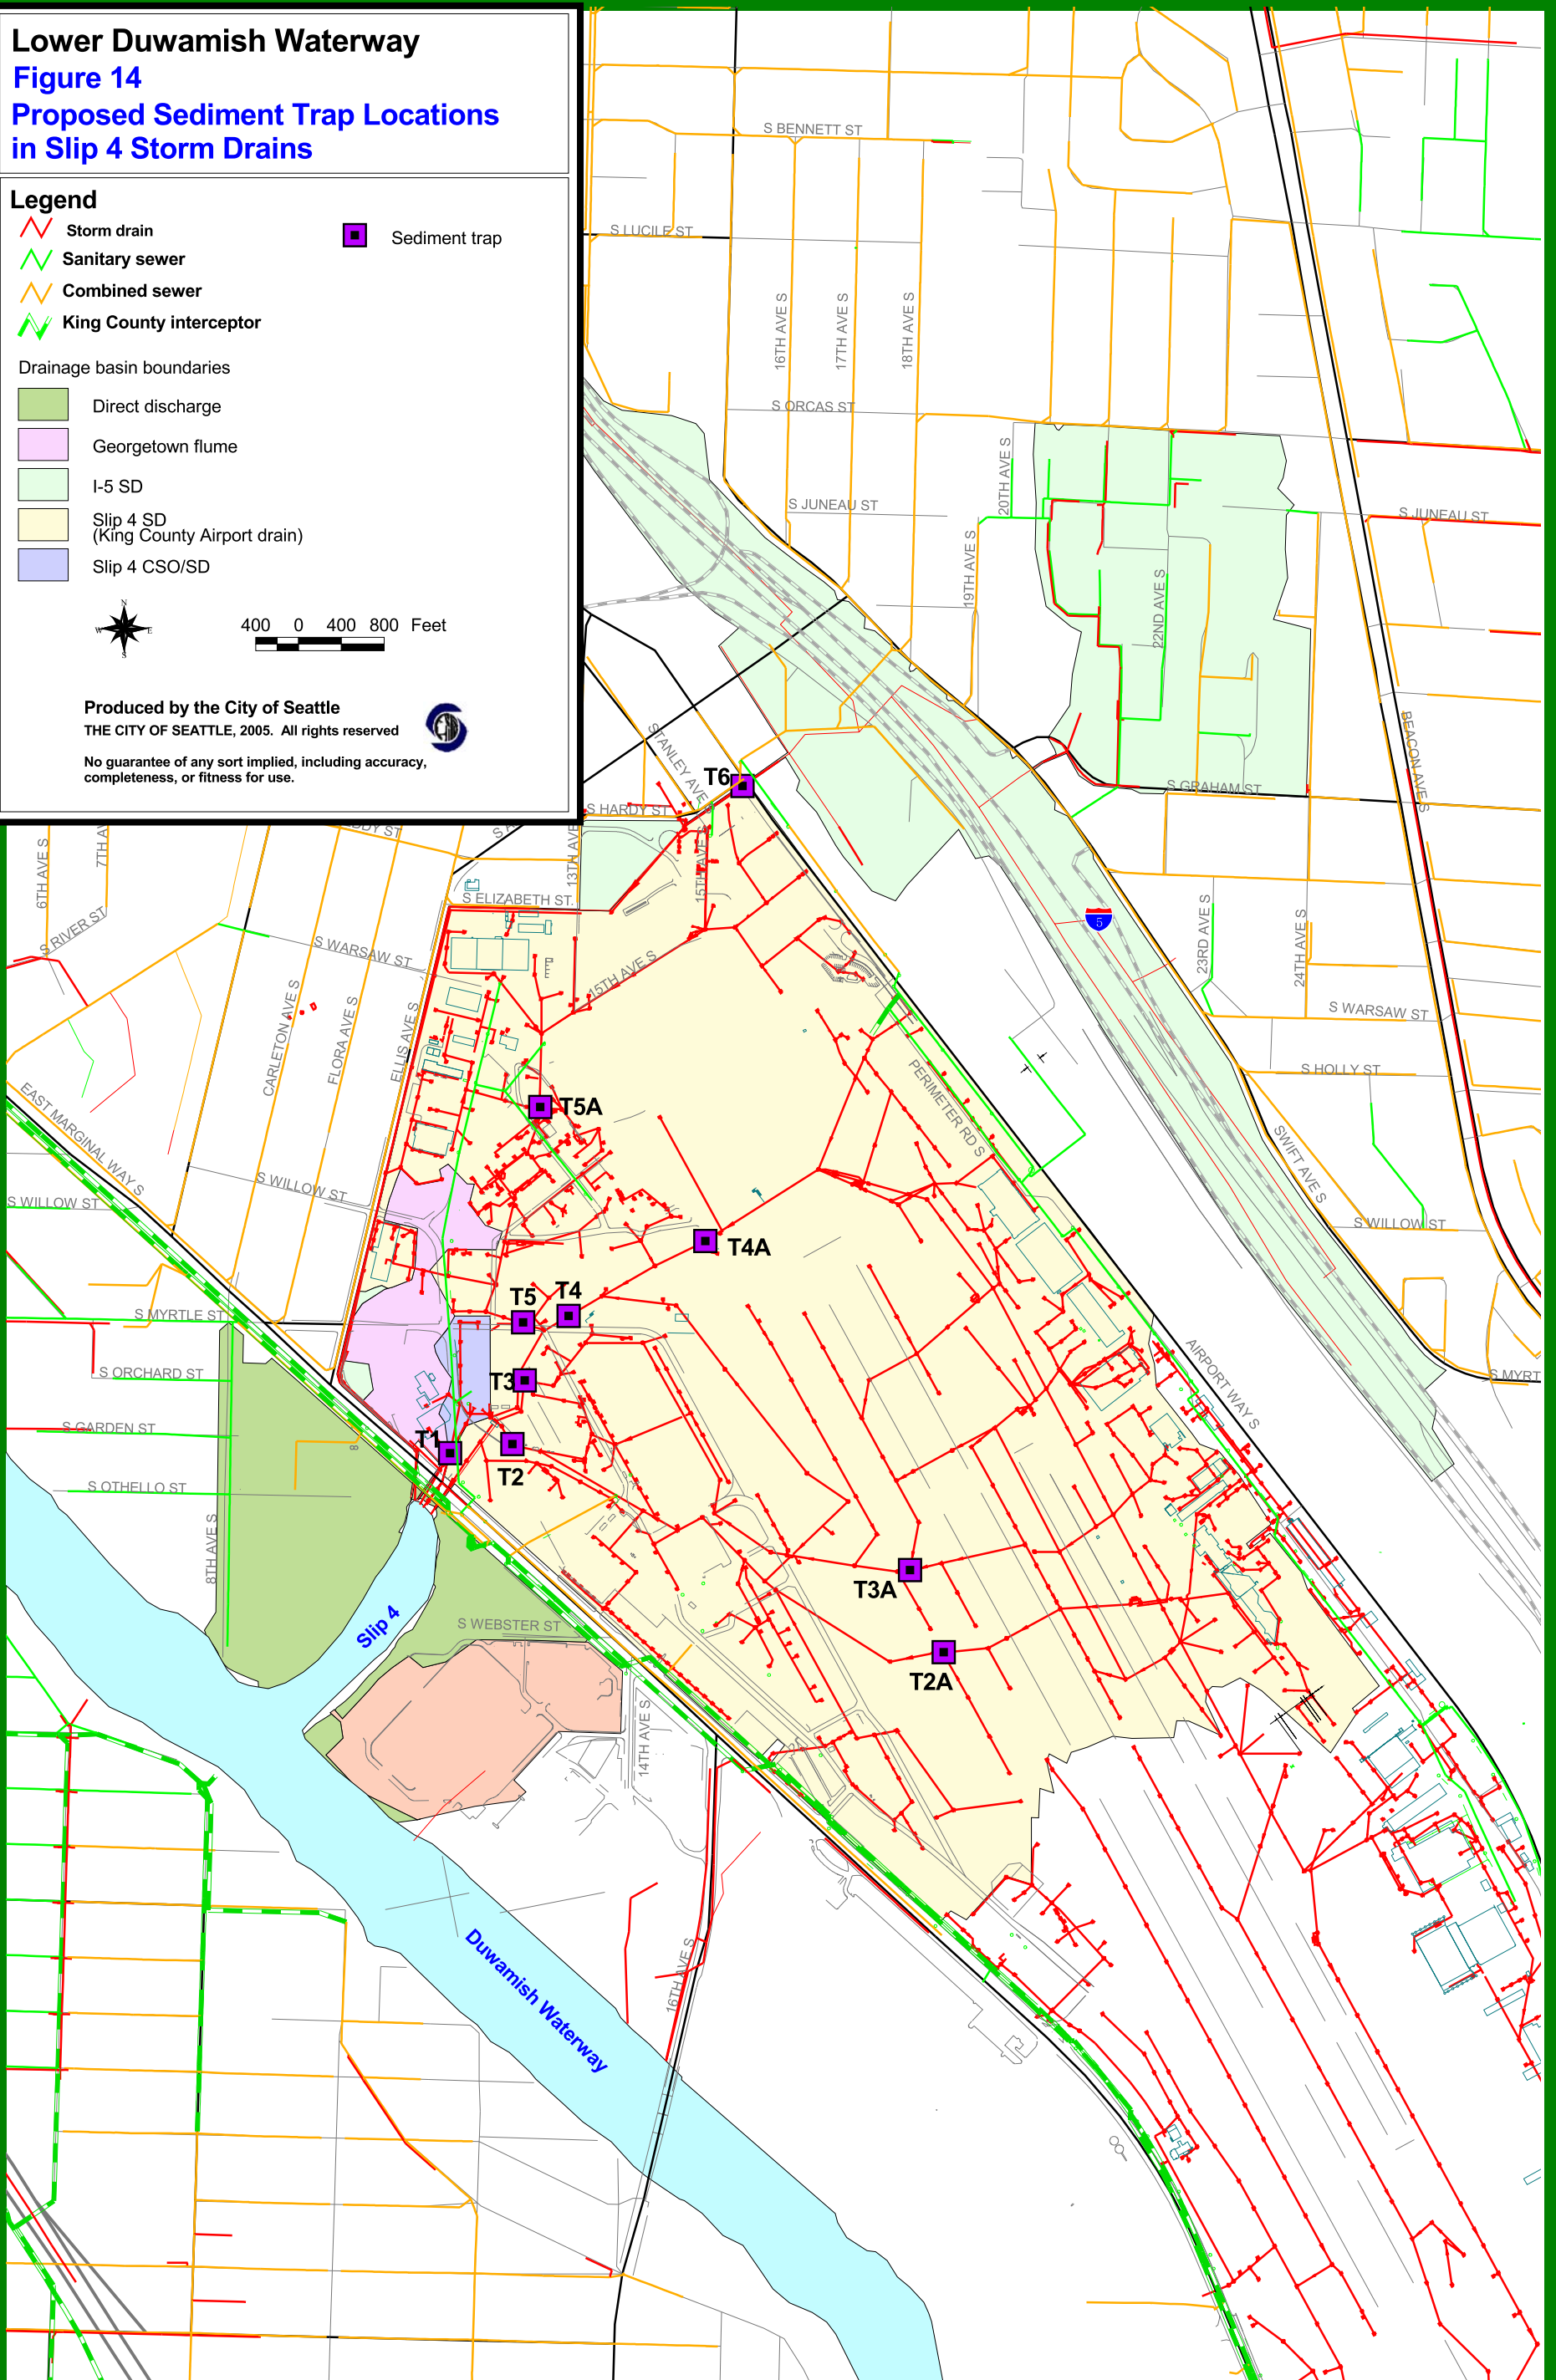 Lower Duwamish Waterway
Figure 14
Proposed Sediment Trap Locations
in Slip 4 Storm Drains
Legend
Storm drain
Sediment trap
Sanitary sewer
Combined sewer
King County interceptor
Drainage basin boundaries
Direct discharge
Georgetown flume
I-5 SD
Slip 4 SD
(King County Airport drain)
Slip 4 CSO/SD
N
W E
S
400 0 400 800 Feet
Produced by the City of Seattle
THE CITY OF SEATTLE, 2005. All rights reserved
No guarantee of any sort implied, including accuracy,
completeness, or fitness for use.
S BENNETT ST
S LUCILE ST
16TH AVE S
17TH AVE S
18TH AVE S
S ORCAS ST
20TH AVE S
S JUNEAU ST
S JUNEAU ST
19TH AVE S
22ND AVE S
BEACON AVE S
STANLEY AVE S
T6
S GRAHAM ST
S HARDY ST
6TH AVE S
7TH AV
13TH AVE
15TH AVE S
S ELIZABETH ST.
5
23RD AVE S
24TH AVE S
S RIVER ST
S WARSAW ST
15TH AVE S
S WARSAW ST
CARLETON AVE S
FLORA AVE S
ELLIS AVE S
S HOLLY ST
PERIMETER RD S
EAST MARGINAL WAY S
T5A
SWIFT AVE S
S WILLOW ST
S WILLOW ST
S WILLOW ST
T4A
T5
T4
S MYRTLE ST
AIRPORT WAY S
S ORCHARD ST
T3
S MYRT
S GARDEN ST
T1
T2
S OTHELLO ST
8TH AVE S
T3A
Slip 4
S WEBSTER ST
T2A
14TH AVE S
Duwamish Waterway
16TH AVE S